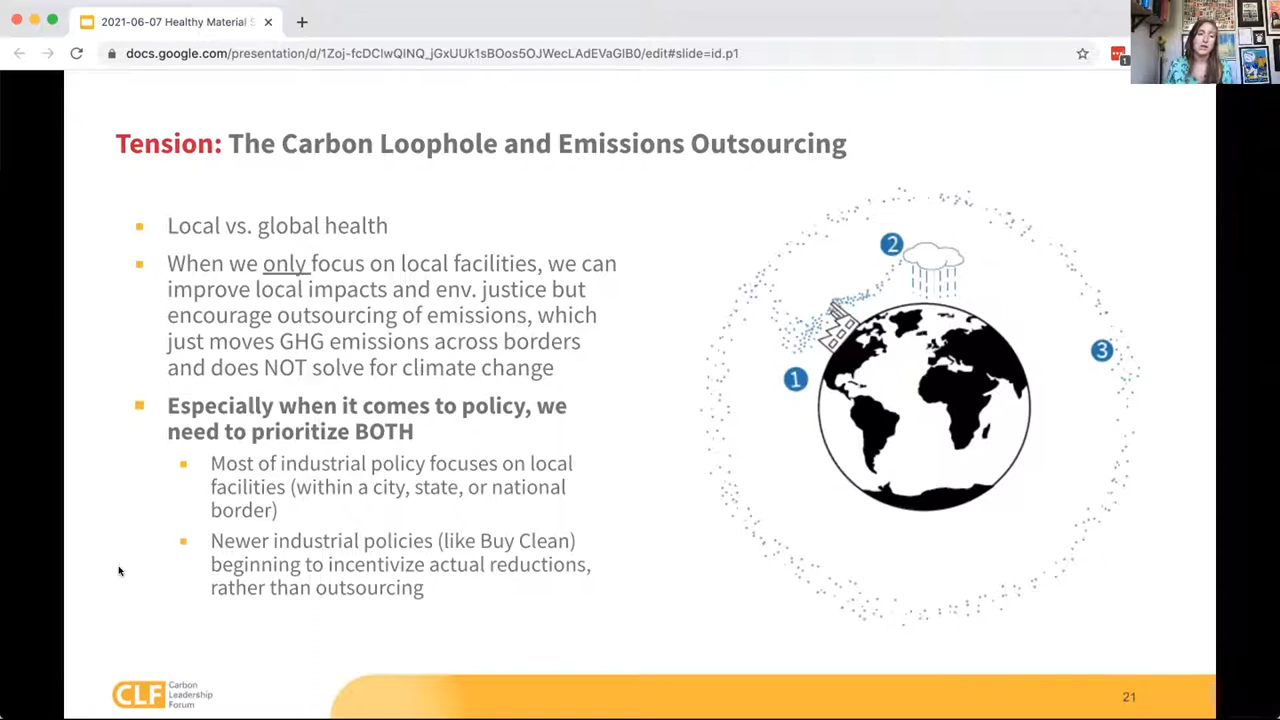 2021-06-07 Healthy Material S
docs.google.com/presentation/d/1Zoj-fcDClwQINQ_jGxUUk1sBOos5OJWecLAdEVaGIB0/edit#slide=id.p1
1
Tension: The Carbon Loophole and Emissions Outsourcing
Local vs. global health
When we only focus on local facilities, we can
improve local impacts and env. justice but
encourage outsourcing of emissions, which
just moves GHG emissions across borders
and does NOT solve for climate change
Especially when it comes to policy, we
need to prioritize BOTH
Most of industrial policy focuses on local
facilities (within a city, state, or national
border)
Newer industrial policies (like Buy Clean)
beginning to incentivize actual reductions,
rather than outsourcing
2
3
1
CLF
Carbon
Leadership
Forum
21